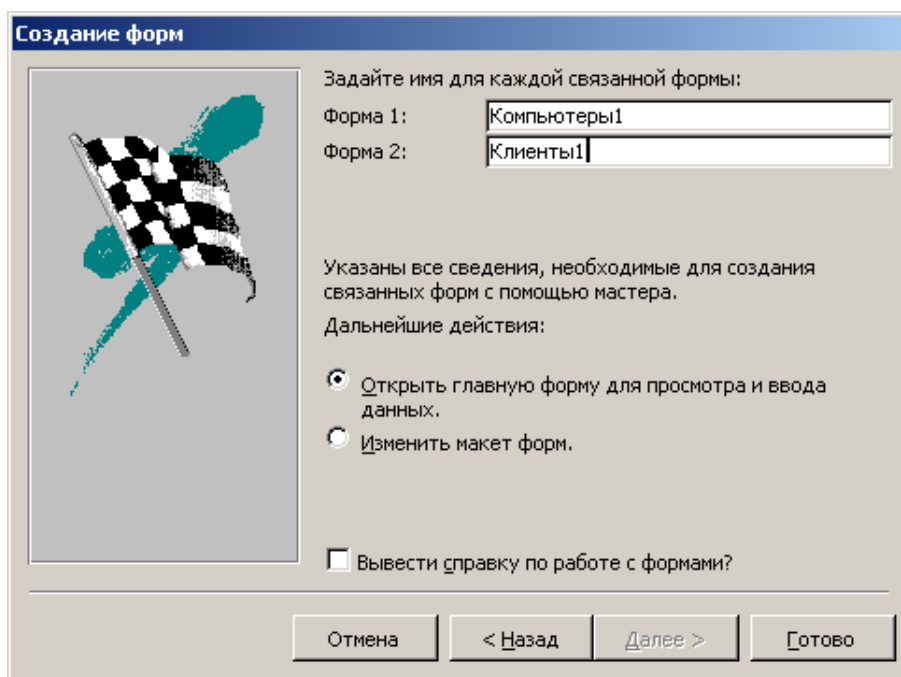 Создание форм
Задайте имя для каждой связанной формы:
Форма 1: Компьютеры1
Форма 2: Клиенты1
Указаны все сведения, необходимые для создания
связанных форм с помощью мастера.
Дальнейшие действия:
Открыть главную форму для просмотра и ввода
данных.
Изменить макет форм.
Вывести справку по работе с формами?
Отмена < Назад Далее > Готово